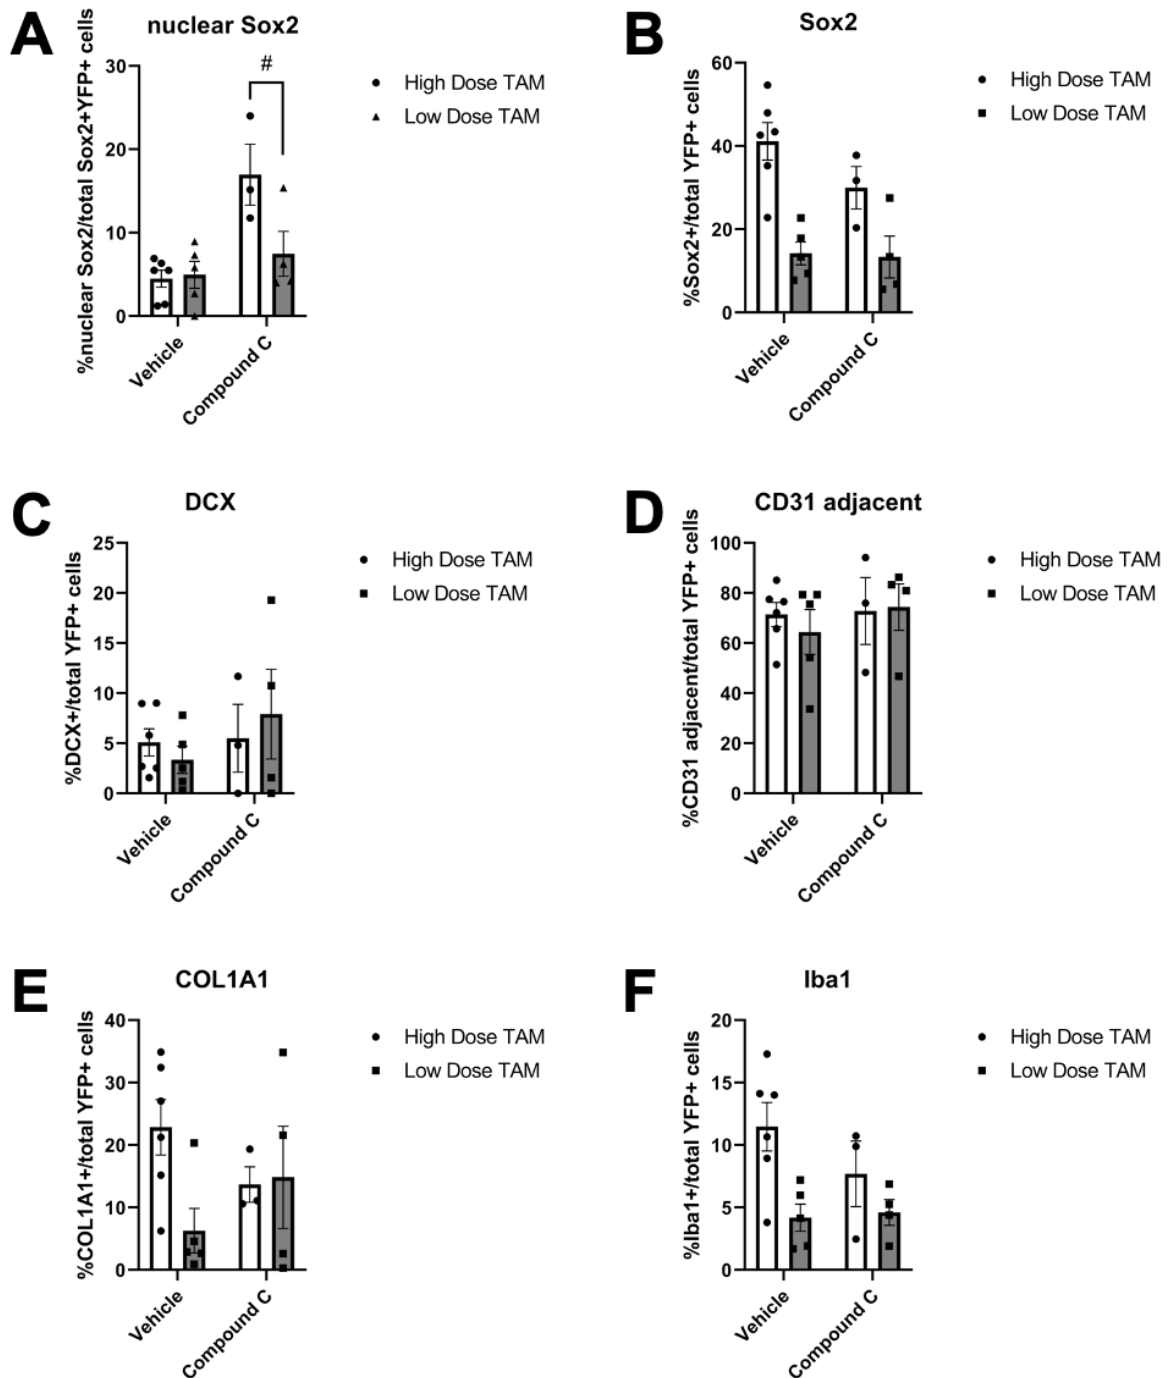 A
nuclear Sox2
%nuclear Sox2/total Sox2+YFP+ cells
30
20
10
0
#
High Dose TAM
Low Dose TAM
Vehicle
Compound C
B
Sox2
%Sox2+/total YFP+ cells
60
40
20
0
High Dose TAM
Low Dose TAM
Vehicle
Compound C
C
DCX
%DCX+/total YFP+ cells
25
20
15
10
5
0
High Dose TAM
Low Dose TAM
Vehicle
Compound C
D
CD31 adjacent
%CD31 adjacent/total YFP+ cells
100
80
60
40
20
0
High Dose TAM
Low Dose TAM
Vehicle
Compound C
E
COL1A1
%COL1A1+/total YFP+ cells
40
30
20
10
0
High Dose TAM
Low Dose TAM
Vehicle
Compound C
F
Iba1
%Iba1+/total YFP+ cells
20
15
10
5
0
High Dose TAM
Low Dose TAM
Vehicle
Compound C